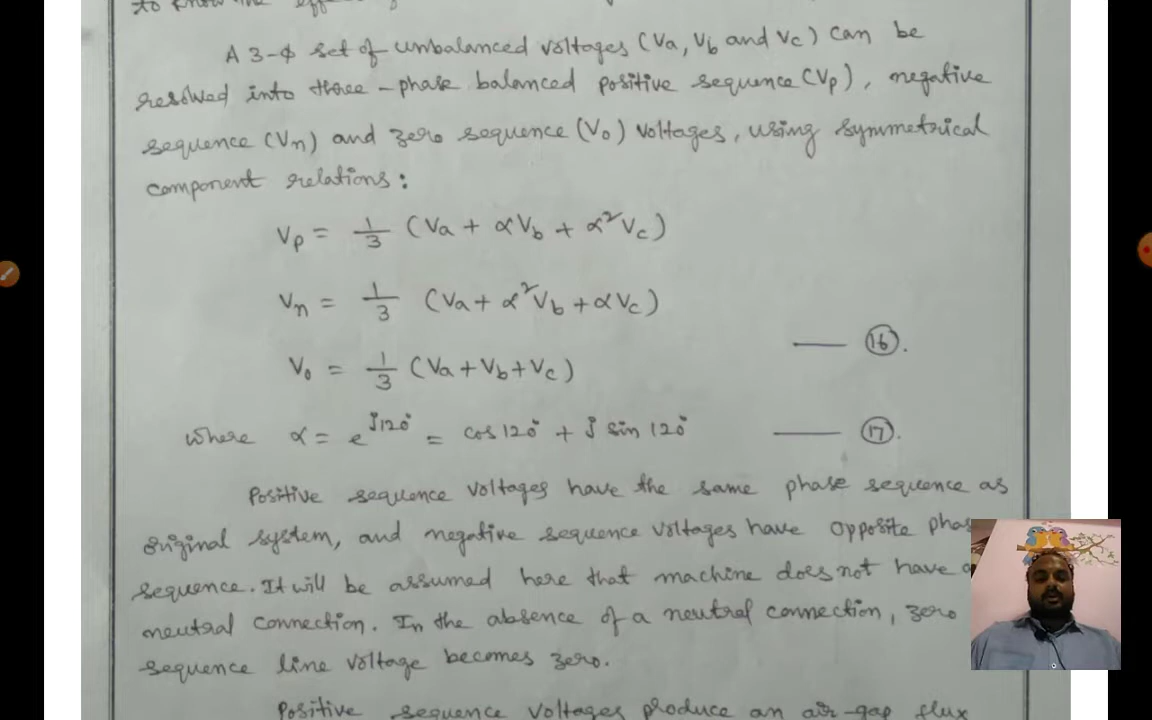 to know the
A 3-φ set of unbalanced voltages (Va, Vb and Vc) can be
resolved into three-phase balanced positive sequence (Vp), negative
sequence (Vn) and zero sequence (V₀) voltages, using symmetrical
component relations:
Vp = 1/3 (Va + αVb + α²Vc)
Vn = 1/3 (Va + α²Vb + αVc)
V₀ = 1/3 (Va + Vb + Vc) —— (16).
where α = e^j120° = cos 120° + j sin 120° —— (17).
Positive sequence voltages have the same phase sequence as
original system, and negative sequence voltages have opposite
sequence. It will be assumed here that machine does not have
neutral connection. In the absence of a neutral connection, zero
sequence line voltage becomes zero.
Positive sequence voltages produce an air-gap flux